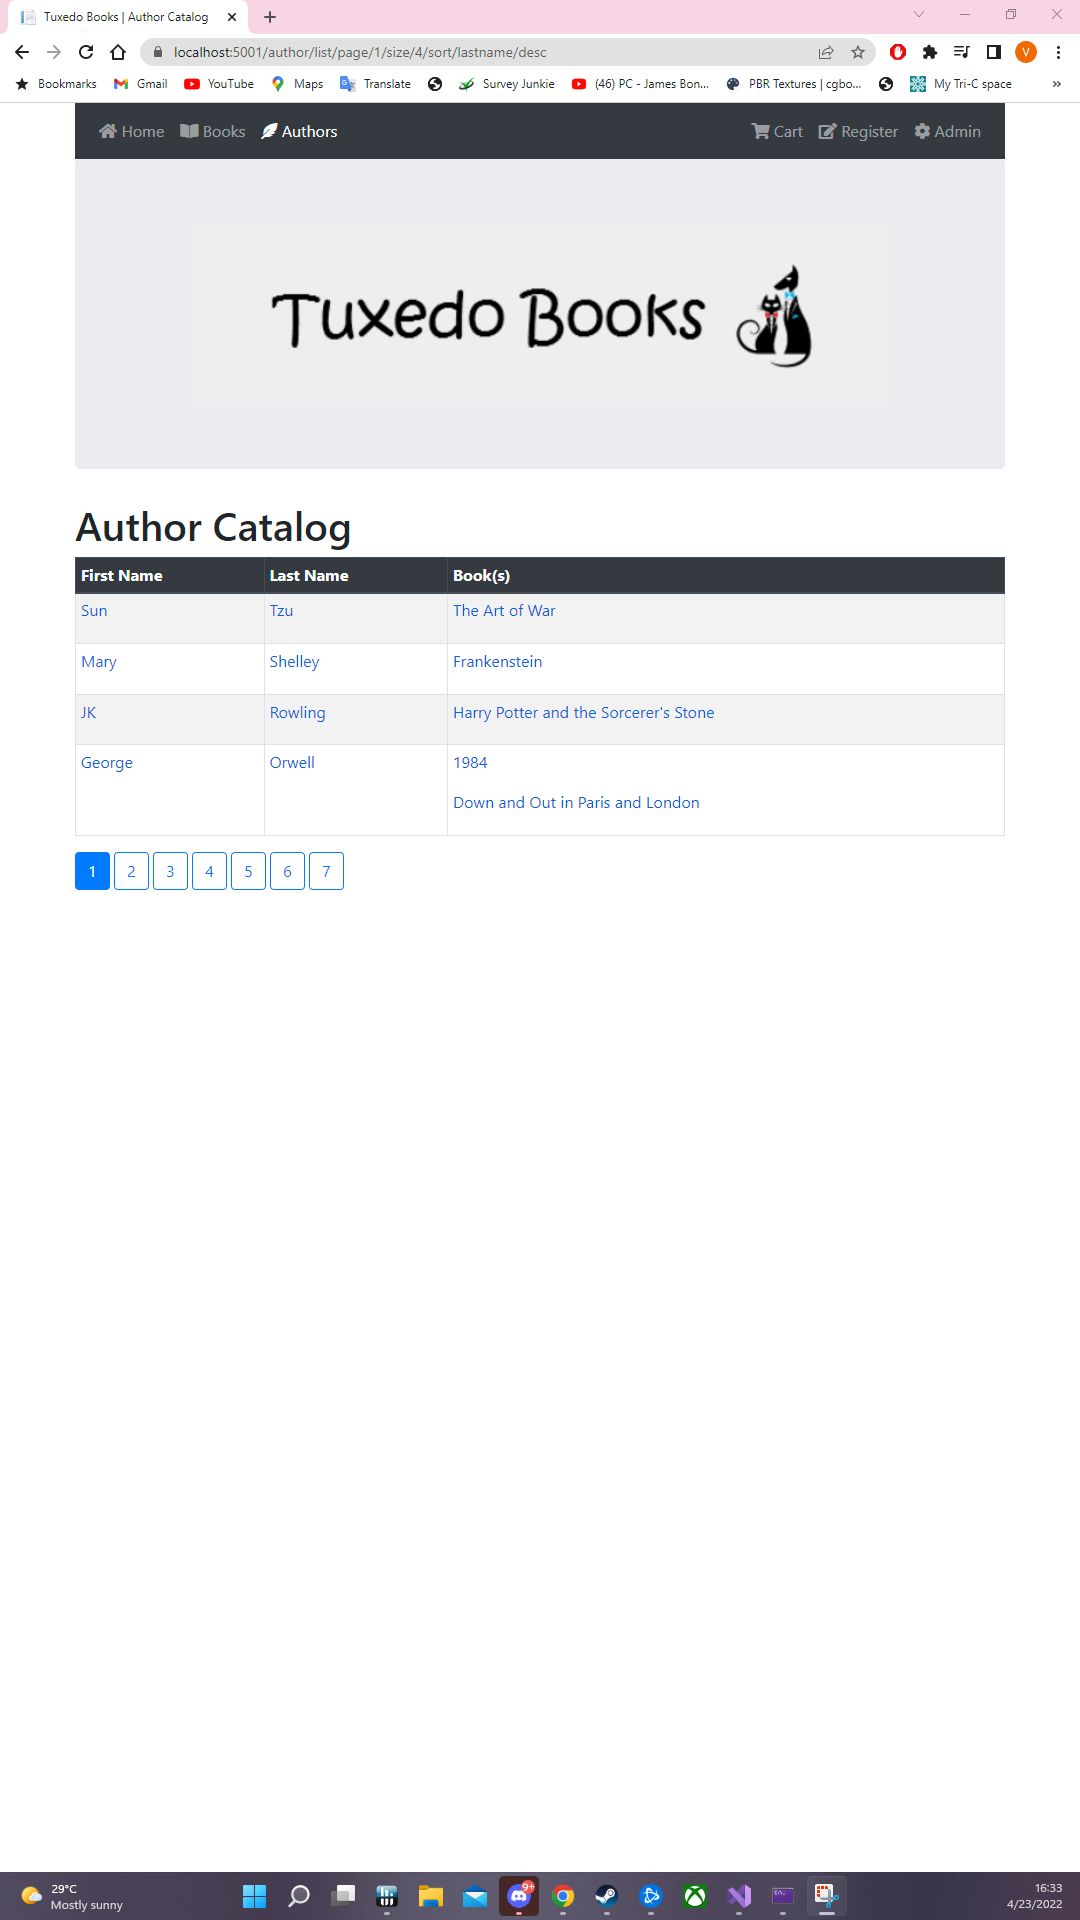 Tuxedo Books | Author Catalog
localhost:5001/author/list/page/1/size/4/sort/lastname/desc
V
Bookmarks Gmail YouTube Maps Translate Survey Junkie (46) PC - James Bon... PBR Textures | cgbo... My Tri-C space »
Home Books Authors Cart Register Admin
Tuxedo Books
Author Catalog
First Name Last Name Book(s)
Sun Tzu The Art of War
Mary Shelley Frankenstein
JK Rowling Harry Potter and the Sorcerer's Stone
George Orwell 1984
Down and Out in Paris and London
1 2 3 4 5 6 7
29°C
Mostly sunny
9+
16:33
4/23/2022